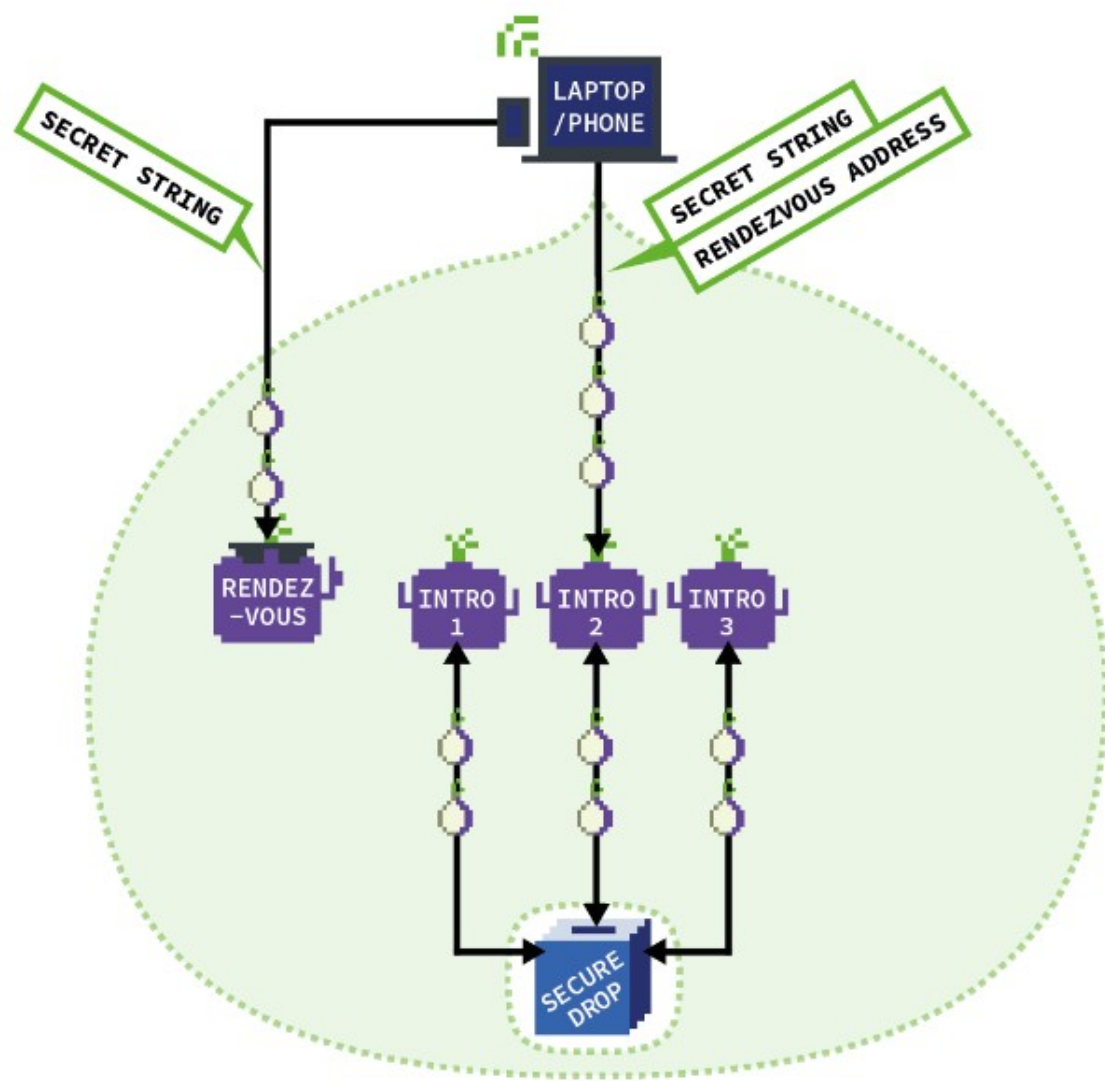 LAPTOP
/PHONE
SECRET STRING
SECRET STRING
RENDEZVOUS ADDRESS
RENDEZ
-VOUS
INTRO
1
INTRO
2
INTRO
3
SECURE
DROP